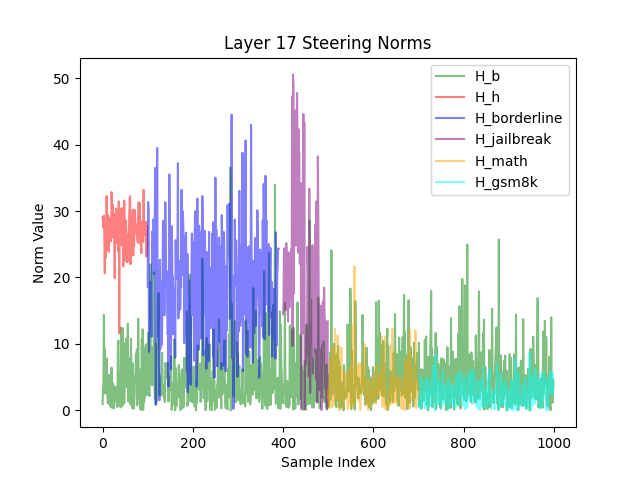 Layer 17 Steering Norms
Norm Value
50
40
30
20
10
0
H_b
H_h
H_borderline
H_jailbreak
H_math
H_gsm8k
0 200 400 600 800 1000
Sample Index